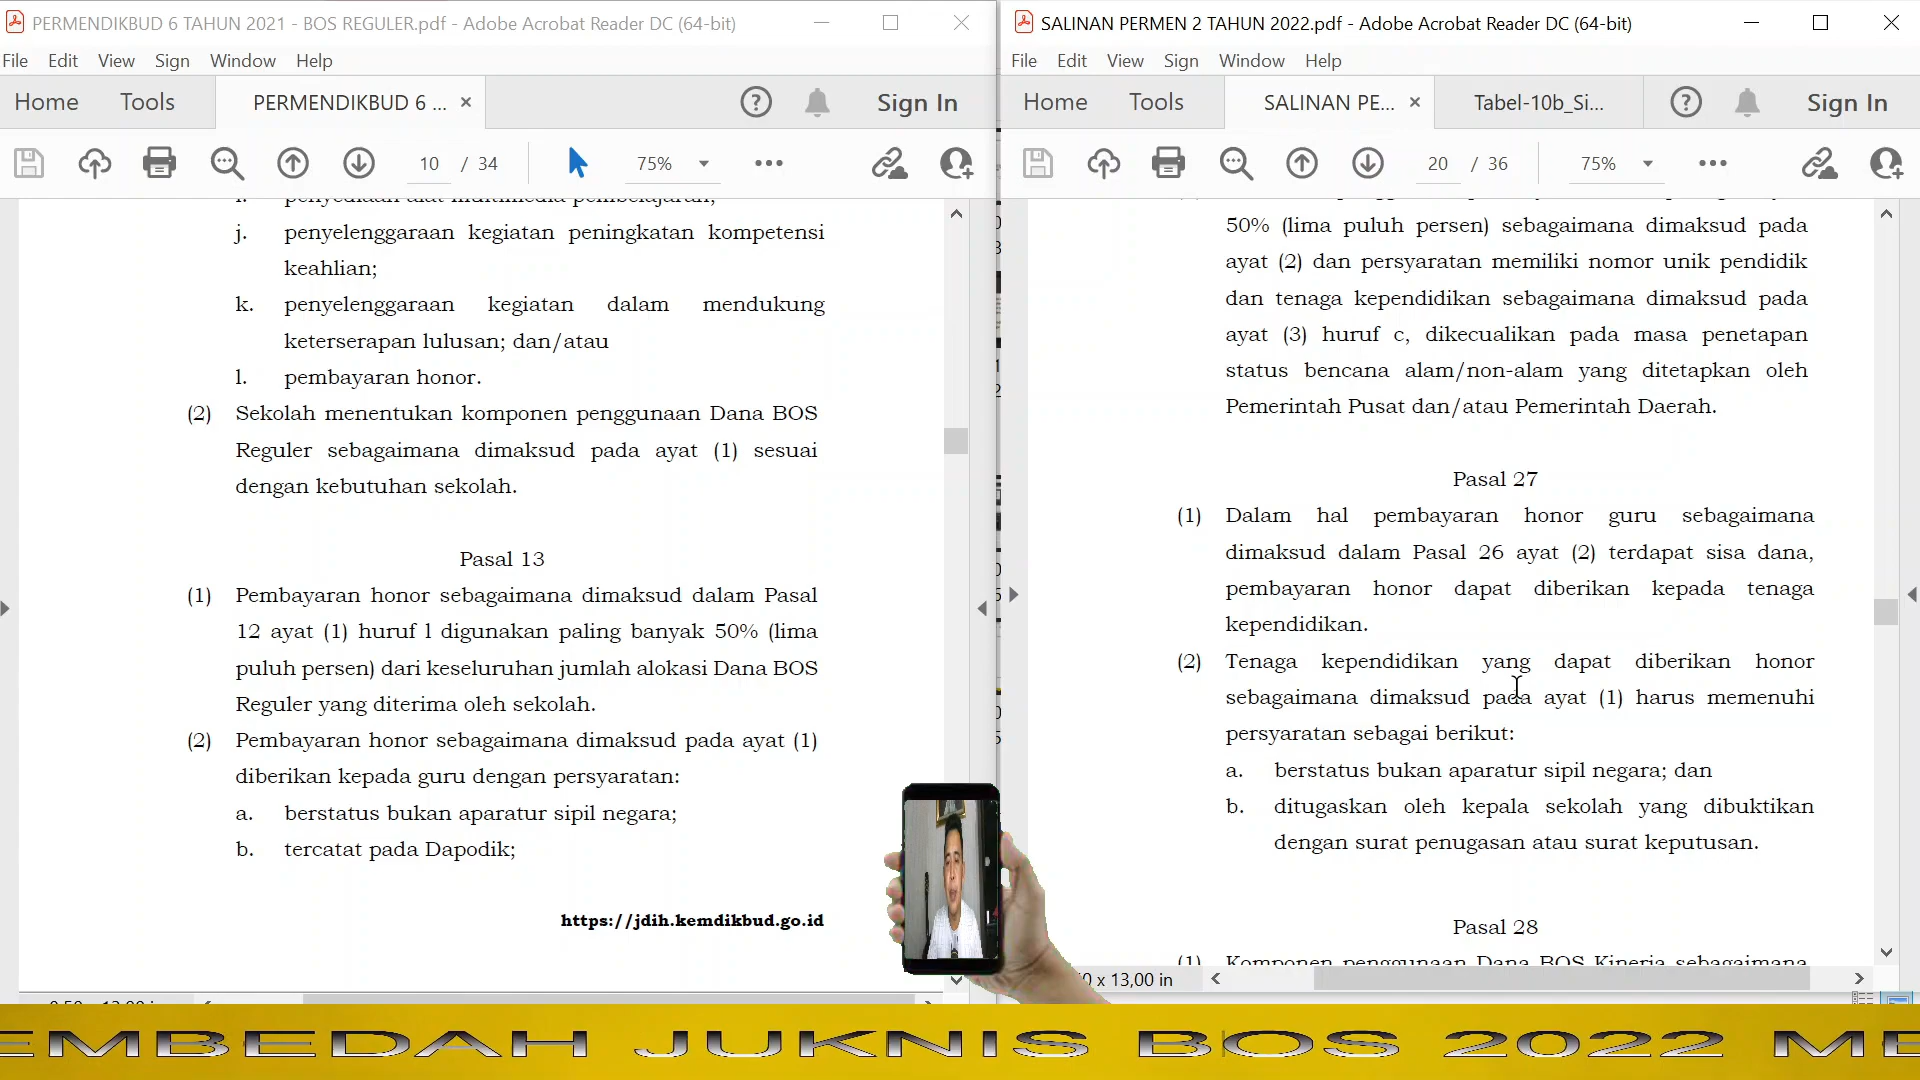 PERMENDIKBUD 6 TAHUN 2021 - BOS REGULER.pdf - Adobe Acrobat Reader DC (64-bit)
File Edit View Sign Window Help
Home Tools PERMENDIKBUD 6 ... × Sign In
10 / 34 75%
i. penyediaan alat multimedia pembelajaran;
j. penyelenggaraan kegiatan peningkatan kompetensi
keahlian;
k. penyelenggaraan kegiatan dalam mendukung
keterserapan lulusan; dan/atau
l. pembayaran honor.
(2) Sekolah menentukan komponen penggunaan Dana BOS
Reguler sebagaimana dimaksud pada ayat (1) sesuai
dengan kebutuhan sekolah.
Pasal 13
(1) Pembayaran honor sebagaimana dimaksud dalam Pasal
12 ayat (1) huruf l digunakan paling banyak 50% (lima
puluh persen) dari keseluruhan jumlah alokasi Dana BOS
Reguler yang diterima oleh sekolah.
(2) Pembayaran honor sebagaimana dimaksud pada ayat (1)
diberikan kepada guru dengan persyaratan:
a. berstatus bukan aparatur sipil negara;
b. tercatat pada Dapodik;
https://jdih.kemdikbud.go.id
SALINAN PERMEN 2 TAHUN 2022.pdf - Adobe Acrobat Reader DC (64-bit)
File Edit View Sign Window Help
Home Tools SALINAN PE... × Tabel-10b_Si... Sign In
20 / 36 75%
50% (lima puluh persen) sebagaimana dimaksud pada
ayat (2) dan persyaratan memiliki nomor unik pendidik
dan tenaga kependidikan sebagaimana dimaksud pada
ayat (3) huruf c, dikecualikan pada masa penetapan
status bencana alam/non-alam yang ditetapkan oleh
Pemerintah Pusat dan/atau Pemerintah Daerah.
Pasal 27
(1) Dalam hal pembayaran honor guru sebagaimana
dimaksud dalam Pasal 26 ayat (2) terdapat sisa dana,
pembayaran honor dapat diberikan kepada tenaga
kependidikan.
(2) Tenaga kependidikan yang dapat diberikan honor
sebagaimana dimaksud pada ayat (1) harus memenuhi
persyaratan sebagai berikut:
a. berstatus bukan aparatur sipil negara; dan
b. ditugaskan oleh kepala sekolah yang dibuktikan
dengan surat penugasan atau surat keputusan.
Pasal 28
(1) Komponen penggunaan Dana BOS Kinerja sebagaimana
0 x 13,00 in
EMBEDAH JUKNIS BOS 2022 ME